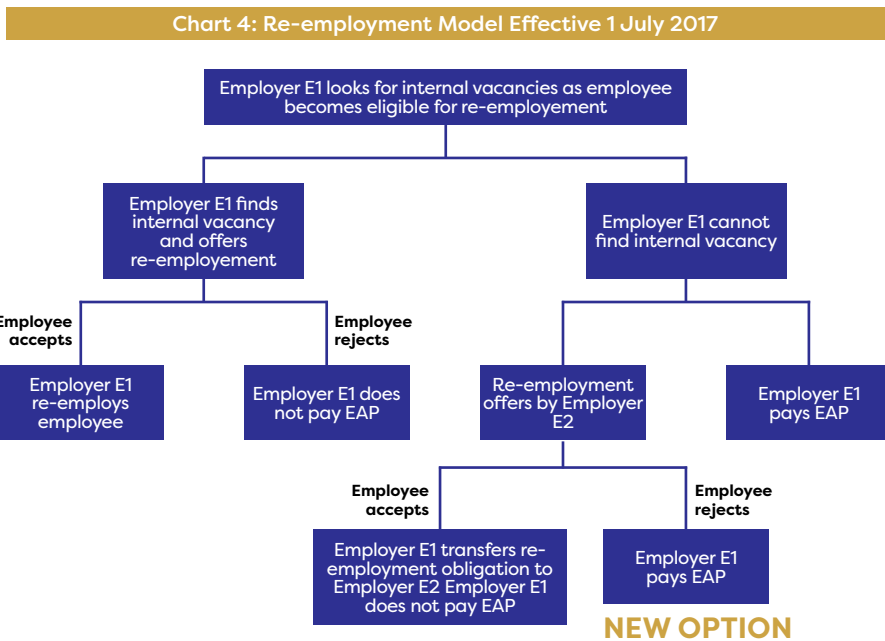 Chart 4: Re-employment Model Effective 1 July 2017
Employer E1 looks for internal vacancies as employee
becomes eligible for re-employement
Employer E1 finds
internal vacancy
and offers
re-employement
Employer E1 cannot
find internal vacancy
Employee
accepts
Employee
rejects
Employer E1
re-employs
employee
Employer E1 does
not pay EAP
Re-employment
offers by Employer
E2
Employer E1
pays EAP
Employee
accepts
Employee
rejects
Employer E1 transfers re-
employment obligation to
Employer E2 Employer E1
does not pay EAP
Employer E1
pays EAP
NEW OPTION